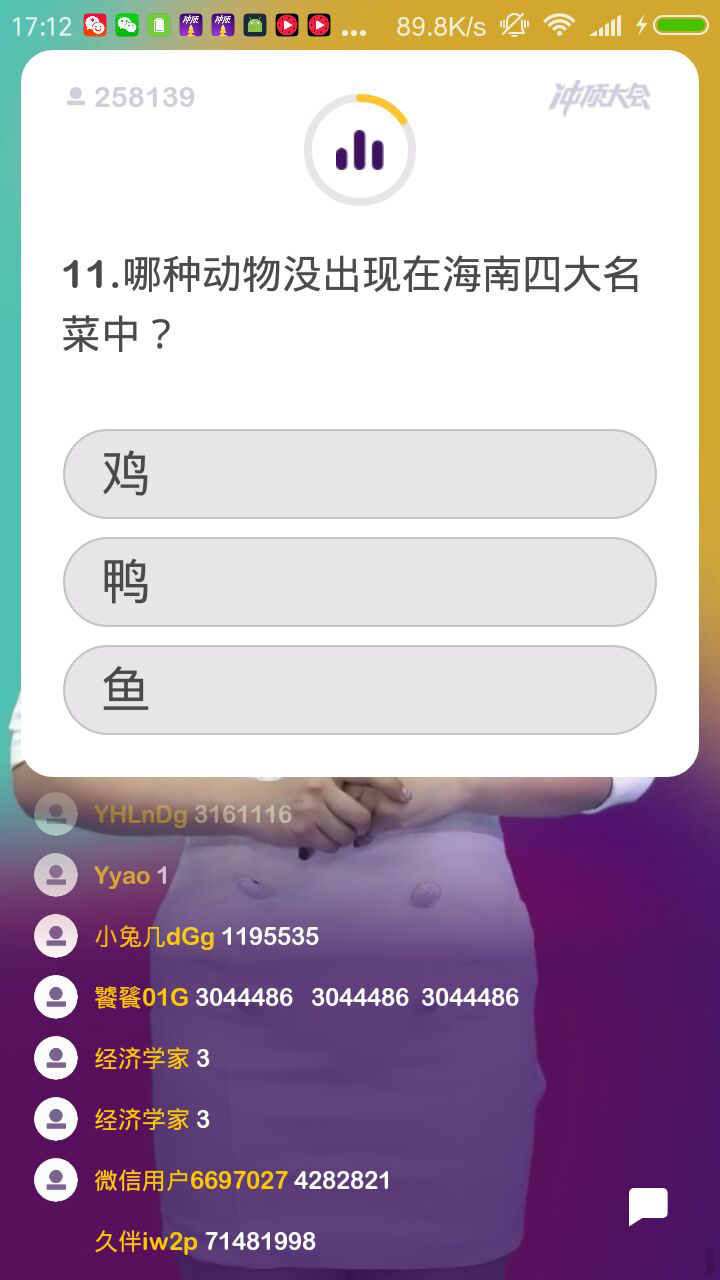 17:12
... 89.8K/s
258139
冲顶大会
11.哪种动物没出现在海南四大名
菜中？
鸡
鸭
鱼
YHLnDg 3161116
Yyao 1
小兔几dGg 1195535
饕餮01G 3044486 3044486 3044486
经济学家 3
经济学家 3
微信用户6697027 4282821
久伴iw2p 71481998